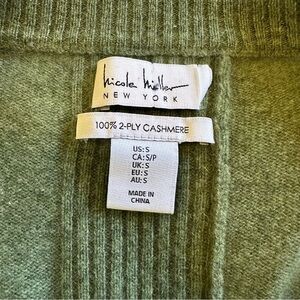 nicole miller
NEW YORK
100% 2-PLY CASHMERE
US: S
CA: S/P
UK: S
EU: S
AU: S
MADE IN
CHINA